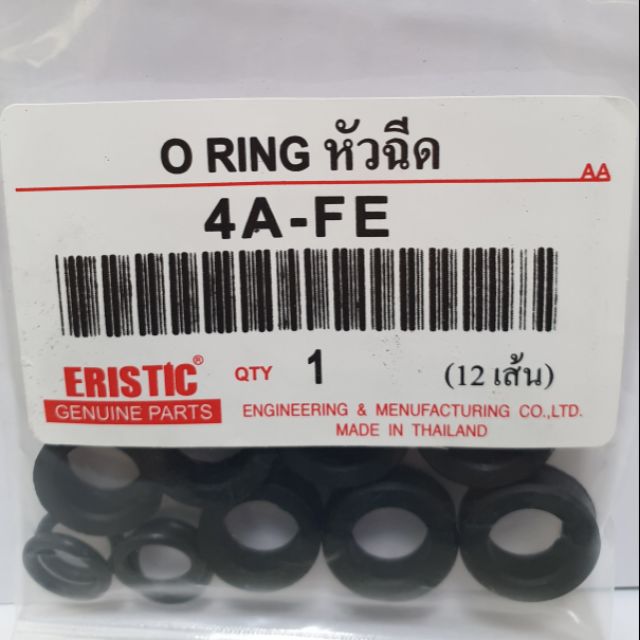 O RING หัวฉีด
AA
4A-FE
ERISTIC®
GENUINE PARTS
QTY 1 (12 เส้น)
ENGINEERING & MENUFACTURING CO.,LTD.
MADE IN THAILAND